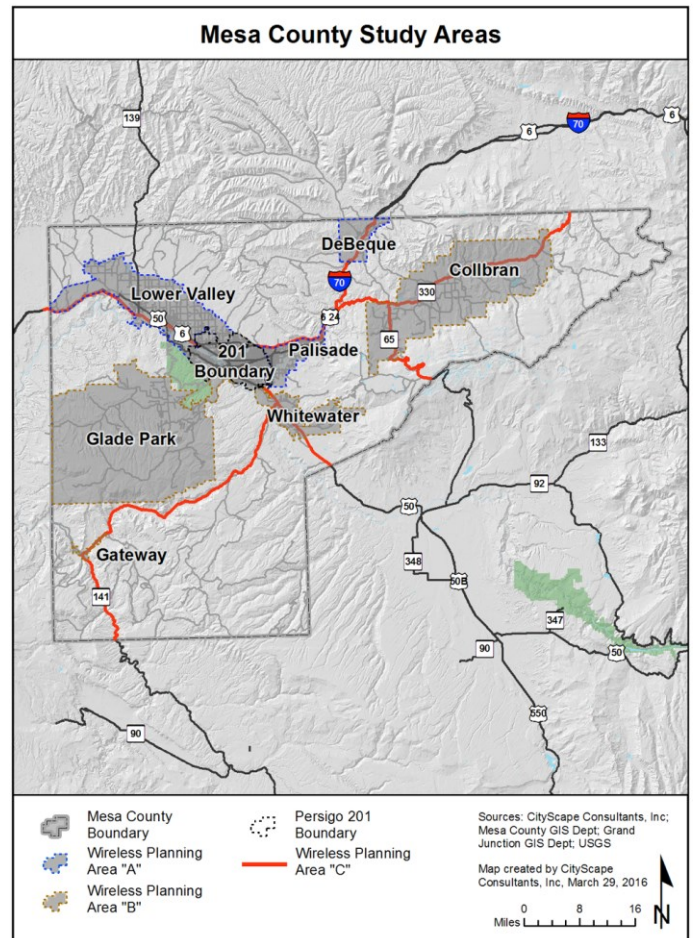 Mesa County Study Areas
139
6
70
6
DeBeque
Collbran
70
330
Lower Valley
50
6
6 24
65
201
Boundary
Palisade
Whitewater
Glade Park
133
92
50
Gateway
348
50B
141
347
90
50
550
90
Mesa County
Boundary
Wireless Planning
Area "A"
Wireless Planning
Area "B"
Persigo 201
Boundary
Wireless Planning
Area "C"
Sources: CityScape Consultants, Inc;
Mesa County GIS Dept; Grand
Junction GIS Dept; USGS
Map created by CityScape
Consultants, Inc, March 29, 2016
0 4 8 16
Miles
N